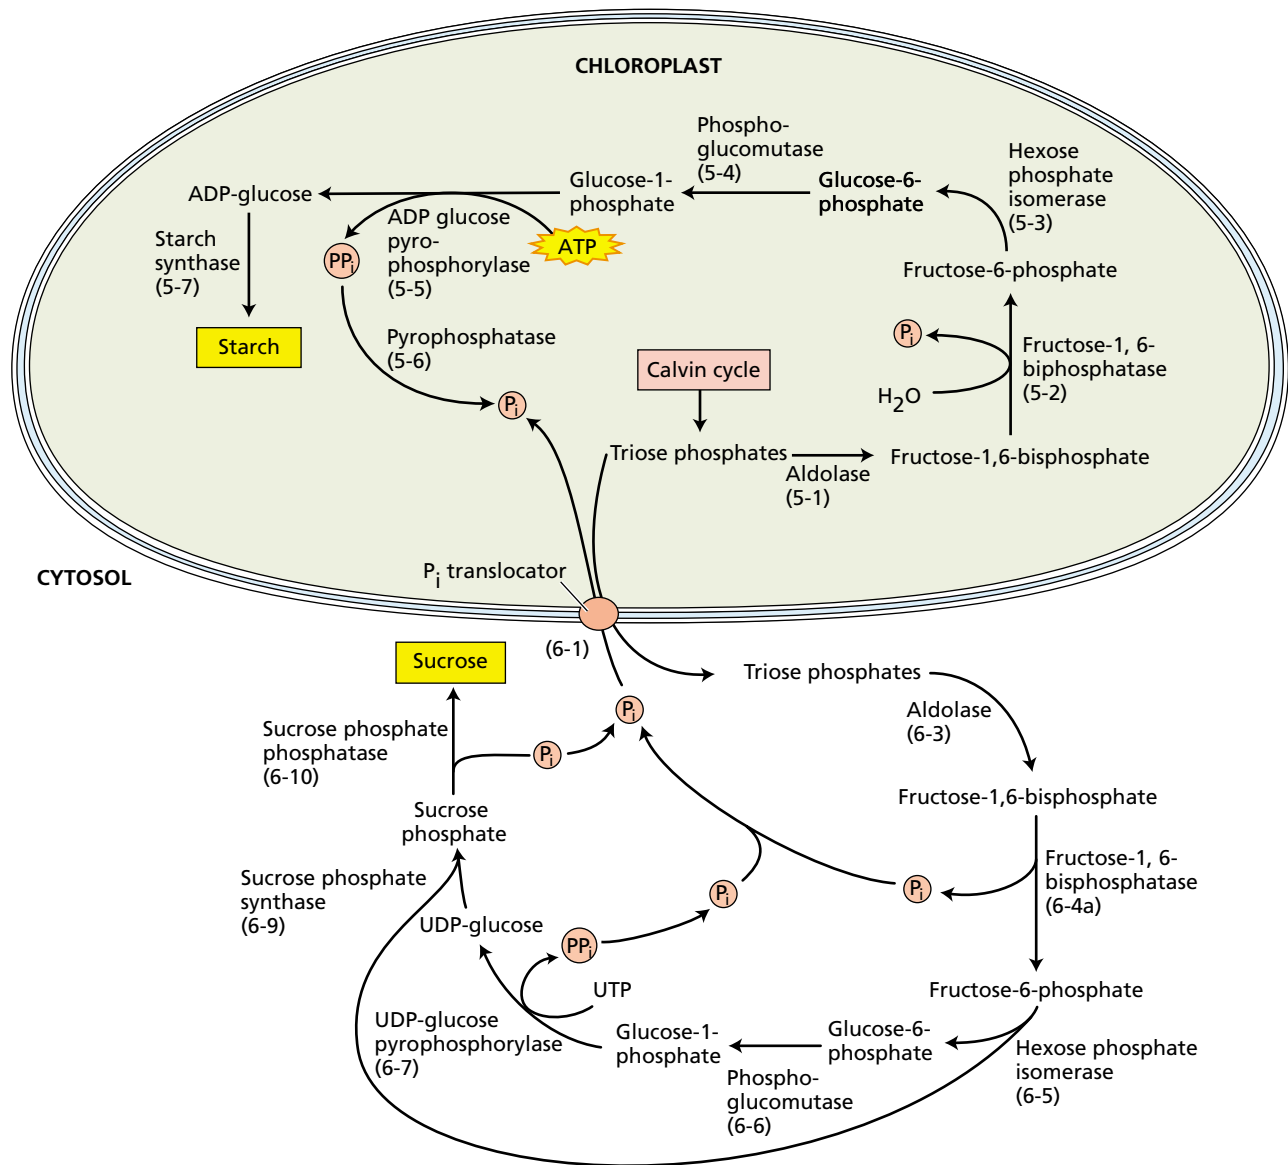 CHLOROPLAST
Phospho-
glucomutase
(5-4)
Hexose
phosphate
isomerase
(5-3)
ADP-glucose
Glucose-1-
phosphate
Glucose-6-
phosphate
ADP glucose
pyro-
phosphorylase
(5-5)
ATP
Starch
synthase
(5-7)
PPi
Fructose-6-phosphate
Starch
Pyrophosphatase
(5-6)
Pi
Fructose-1, 6-
biphosphatase
(5-2)
Calvin cycle
H2O
Pi
Triose phosphates
Aldolase
(5-1)
Fructose-1,6-bisphosphate
CYTOSOL
Pi translocator
(6-1)
Sucrose
Triose phosphates
Pi
Aldolase
(6-3)
Sucrose phosphate
phosphatase
(6-10)
Pi
Fructose-1,6-bisphosphate
Sucrose
phosphate
Fructose-1, 6-
bisphosphatase
(6-4a)
Sucrose phosphate
synthase
(6-9)
Pi
Pi
UDP-glucose
PPi
UTP
Fructose-6-phosphate
UDP-glucose
pyrophosphorylase
(6-7)
Glucose-1-
phosphate
Glucose-6-
phosphate
Hexose phosphate
isomerase
(6-5)
Phospho-
glucomutase
(6-6)